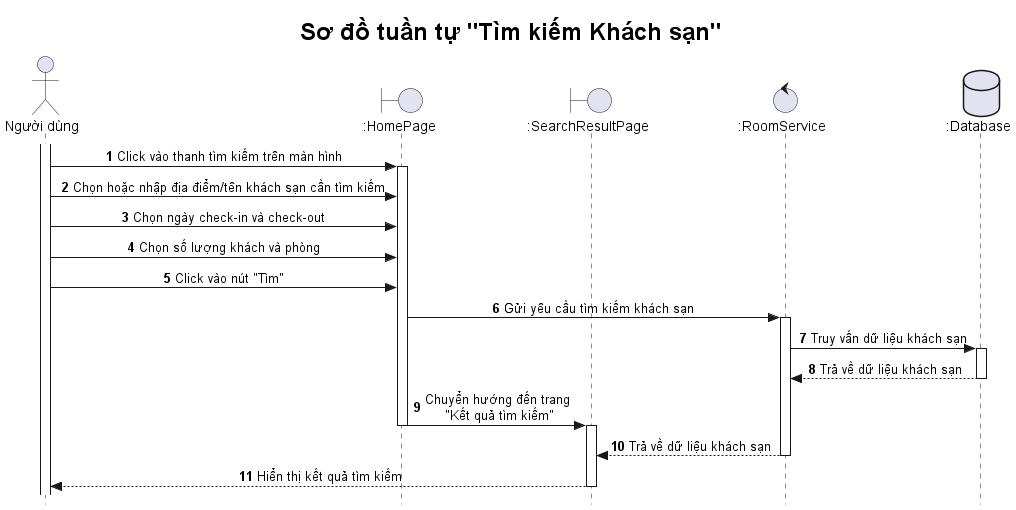 Sơ đồ tuần tự "Tìm kiếm Khách sạn"
Người dùng
:HomePage
:SearchResultPage
:RoomService
:Database
1 Click vào thanh tìm kiếm trên màn hình
2 Chọn hoặc nhập địa điểm/tên khách sạn cần tìm kiếm
3 Chọn ngày check-in và check-out
4 Chọn số lượng khách và phòng
5 Click vào nút "Tìm"
6 Gửi yêu cầu tìm kiếm khách sạn
7 Truy vấn dữ liệu khách sạn
8 Trả về dữ liệu khách sạn
9 Chuyển hướng đến trang
"Kết quả tìm kiếm"
10 Trả về dữ liệu khách sạn
11 Hiển thị kết quả tìm kiếm